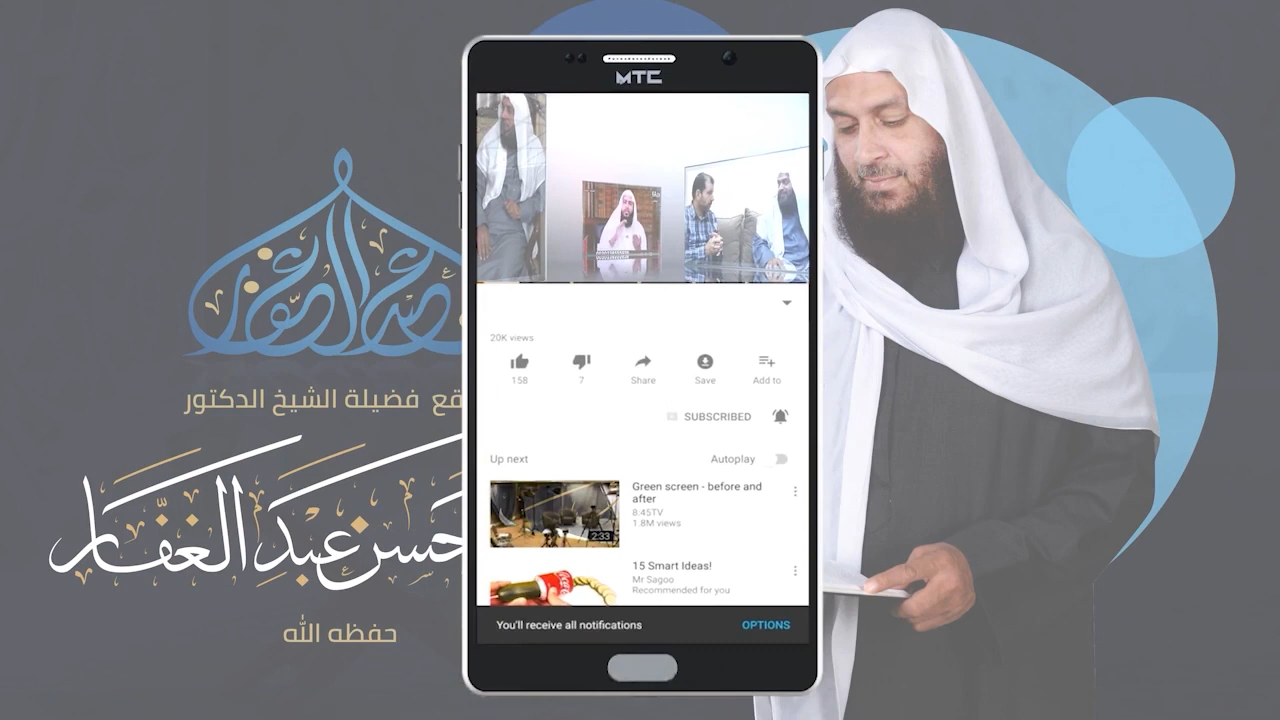 قع فضيلة الشيخ الدكتور
حسن عبد الغفار
حفظه الله
MTC
20K views
158
7
Share
Save
Add to
SUBSCRIBED
Up next
Autoplay
Green screen - before and
after
8:45TV
1.8M views
2:33
15 Smart Ideas!
Mr Sagoo
Recommended for you
You'll receive all notifications
OPTIONS